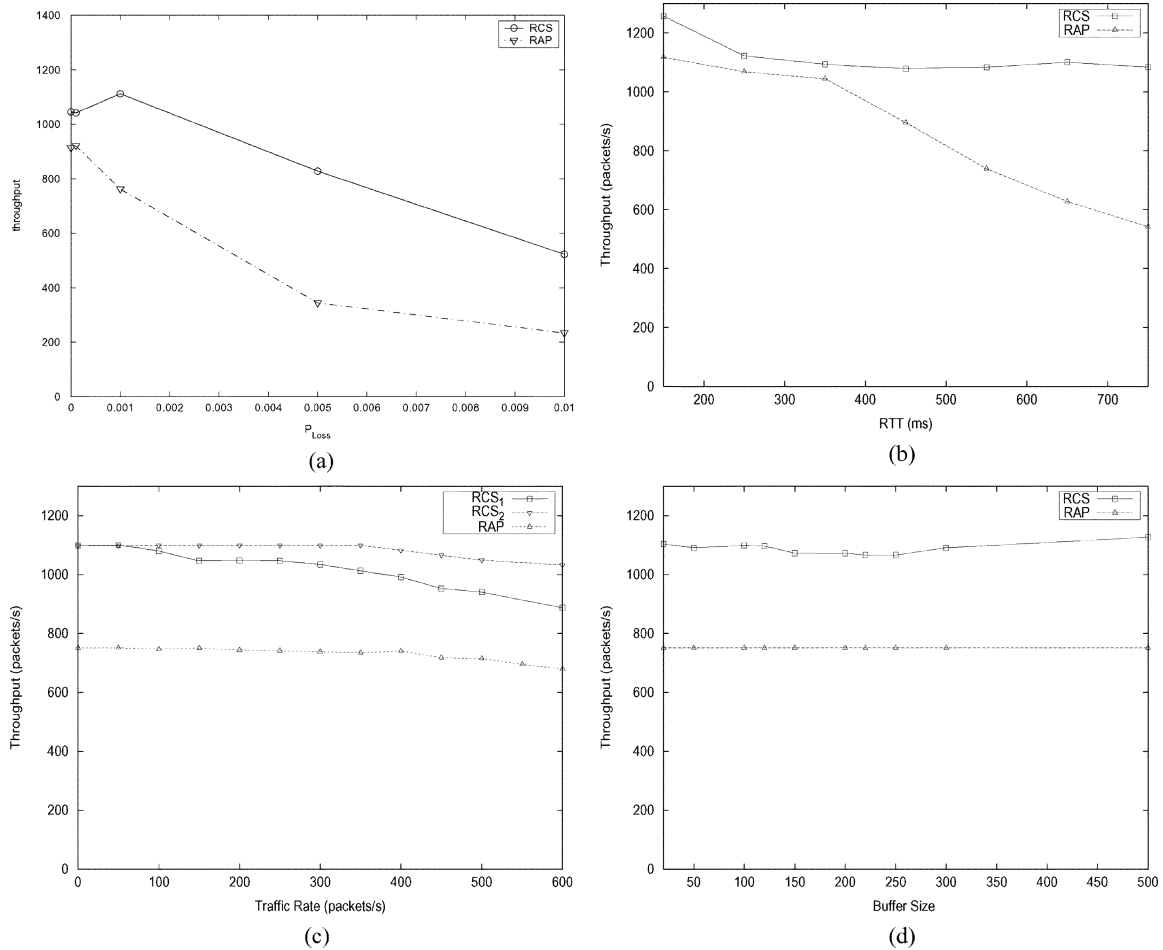 1400
1200
1000
800
600
400
200
0
throughput
RCS
RAP
0 0.001 0.002 0.003 0.004 0.005 0.006 0.007 0.008 0.009 0.01
P_Loss
(a)
1200
1000
800
600
400
200
0
Throughput (packets/s)
RCS
RAP
200 300 400 500 600 700
RTT (ms)
(b)
1200
1000
800
600
400
200
0
Throughput (packets/s)
RCS_1
RCS_2
RAP
0 100 200 300 400 500 600
Traffic Rate (packets/s)
(c)
1200
1000
800
600
400
200
0
Throughput (packets/s)
RCS
RAP
50 100 150 200 250 300 350 400 450 500
Buffer Size
(d)